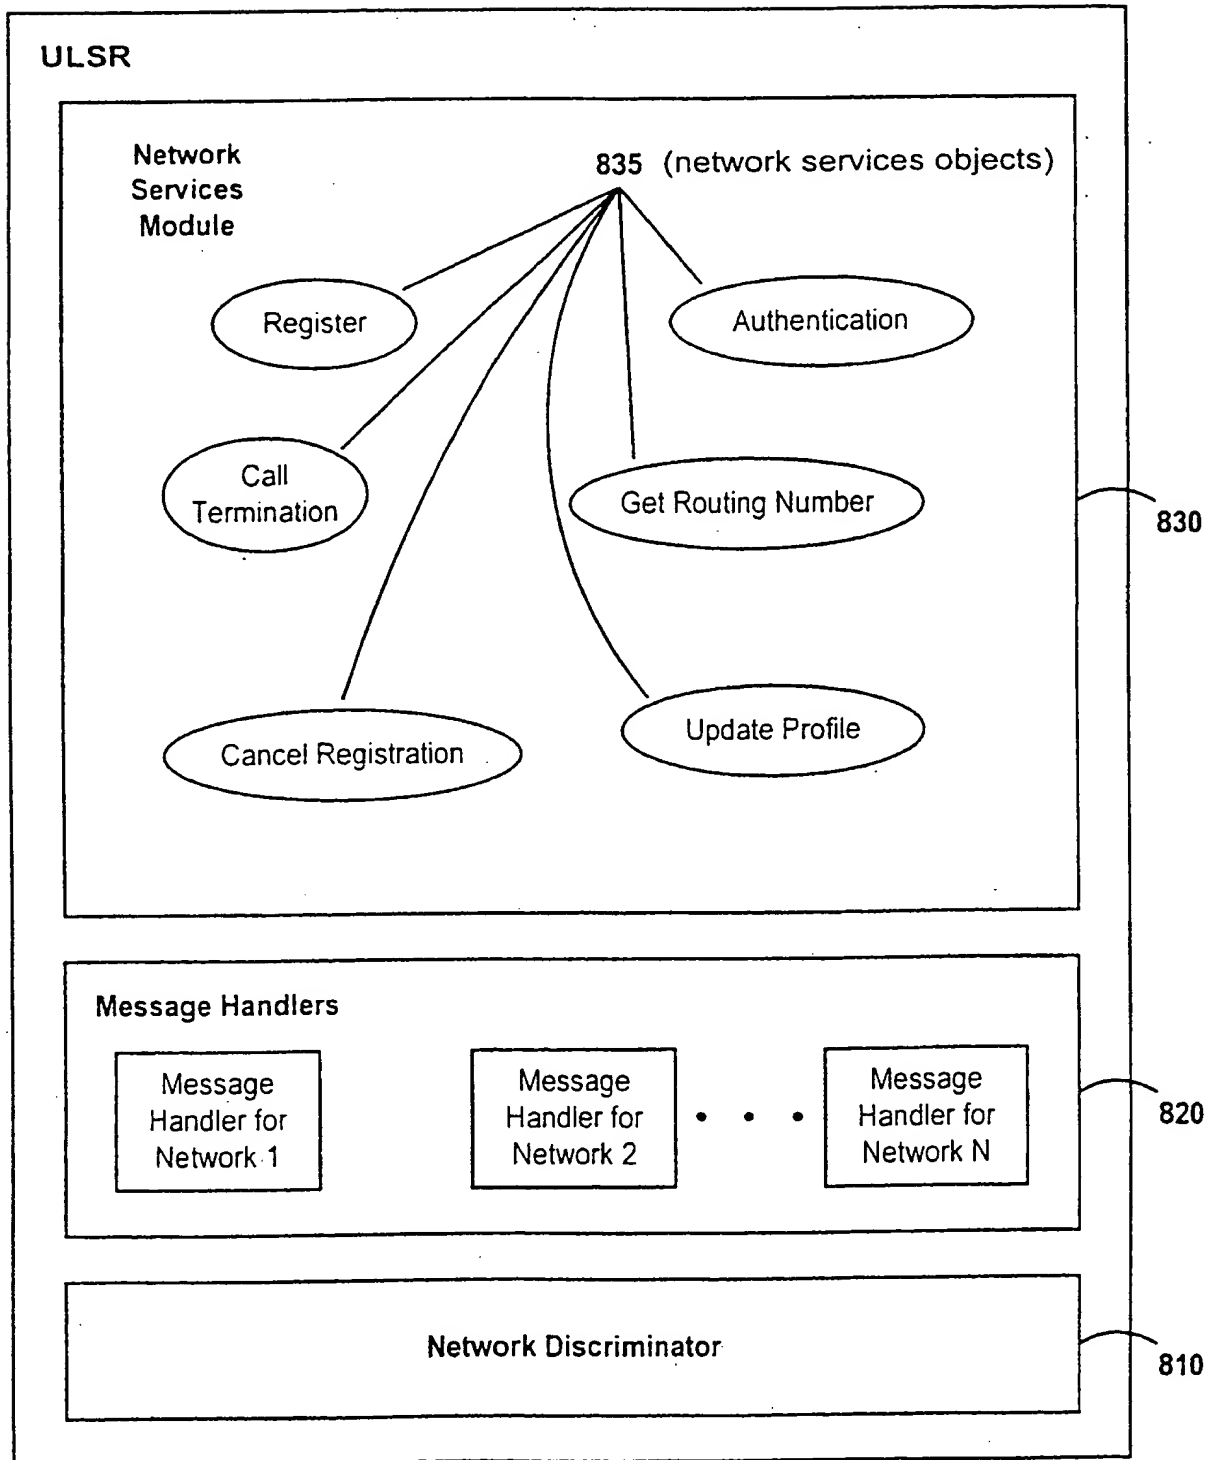 ULSR
Network
Services
Module
835 (network services objects)
Register
Authentication
Call
Termination
Get Routing Number
830
Cancel Registration
Update Profile
Message Handlers
Message
Handler for
Network 1
Message
Handler for
Network 2
Message
Handler for
Network N
820
Network Discriminator
810